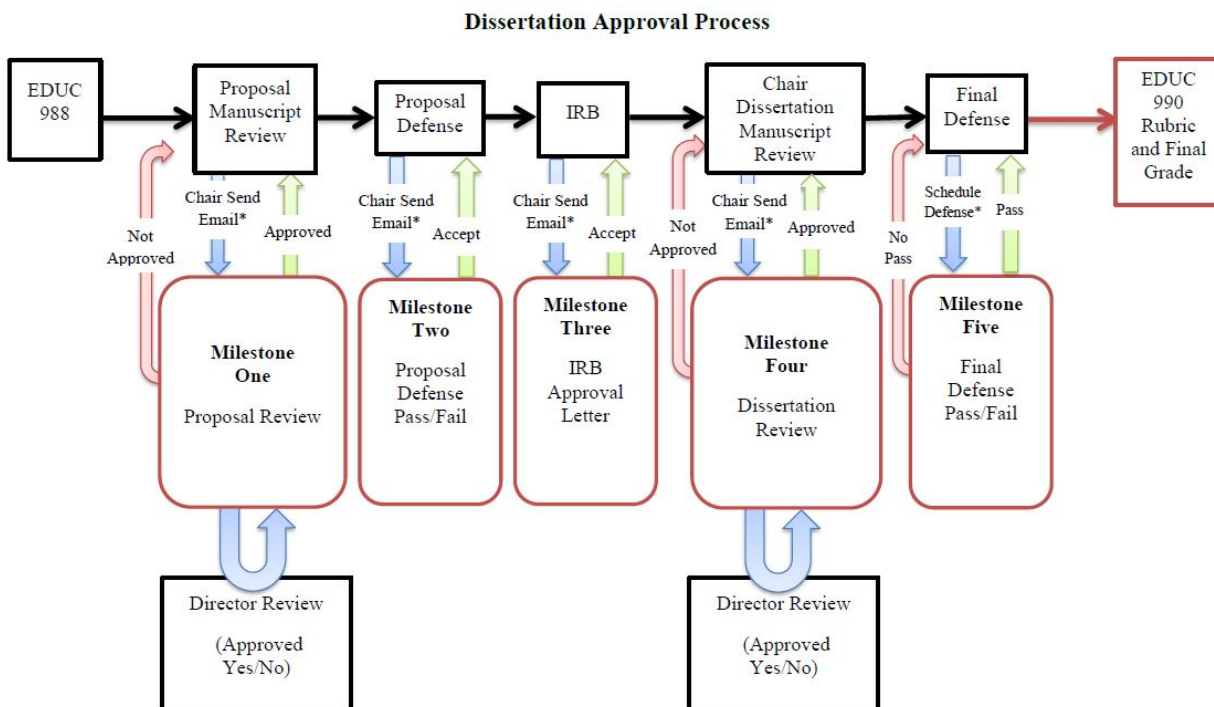 Dissertation Approval Process
EDUC
988
Proposal
Manuscript
Review
Proposal
Defense
IRB
Chair
Dissertation
Manuscript
Review
Final
Defense
EDUC
990
Rubric
and Final
Grade
Not
Approved
Chair Send
Email*
Approved
Chair Send
Email*
Accept
Chair Send
Email*
Accept
Not
Approved
Chair Send
Email*
Approved
No
Pass
Schedule
Defense*
Pass
Milestone
One
Proposal Review
Milestone
Two
Proposal
Defense
Pass/Fail
Milestone
Three
IRB
Approval
Letter
Milestone
Four
Dissertation
Review
Milestone
Five
Final
Defense
Pass/Fail
Director Review
(Approved
Yes/No)
Director Review
(Approved
Yes/No)